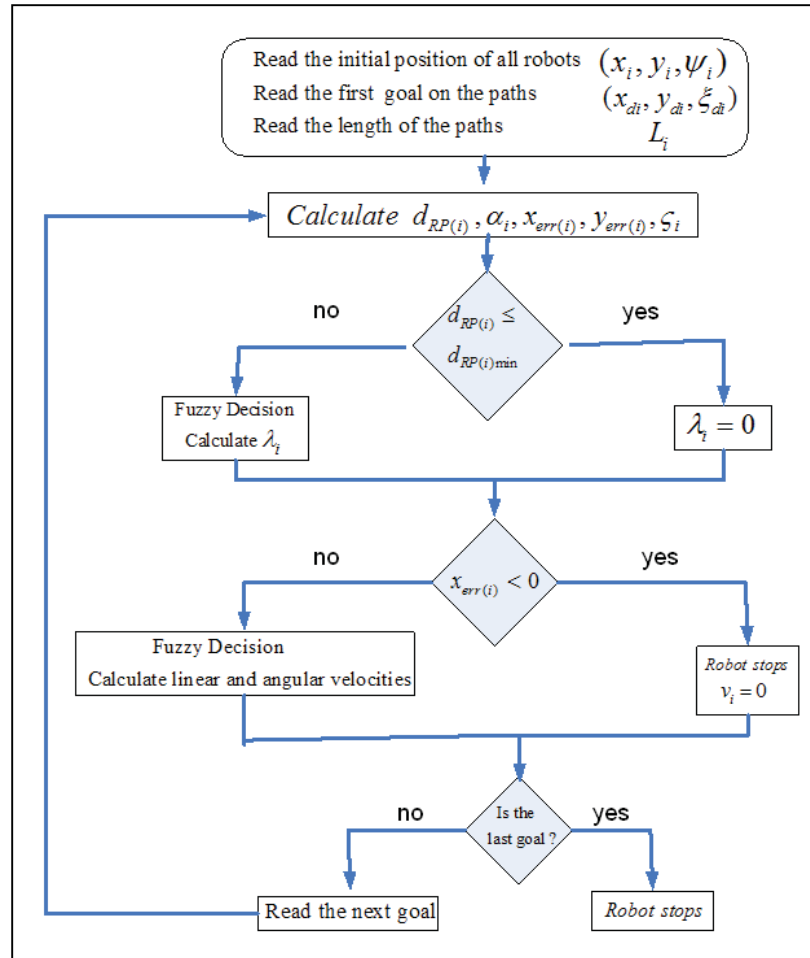 Read the initial position of all robots (x_i, y_i, ψ_i)
Read the first goal on the paths (x_di, y_di, ξ_di)
Read the length of the paths L_i
Calculate d_RP(i), α_i, x_err(i), y_err(i), ς_i
no
d_RP(i) ≤
d_RP(i)min
yes
Fuzzy Decision
Calculate λ_i
λ_i = 0
no
x_err(i) < 0
yes
Fuzzy Decision
Calculate linear and angular velocities
Robot stops
v_i = 0
no
Is the
last goal ?
yes
Read the next goal
Robot stops